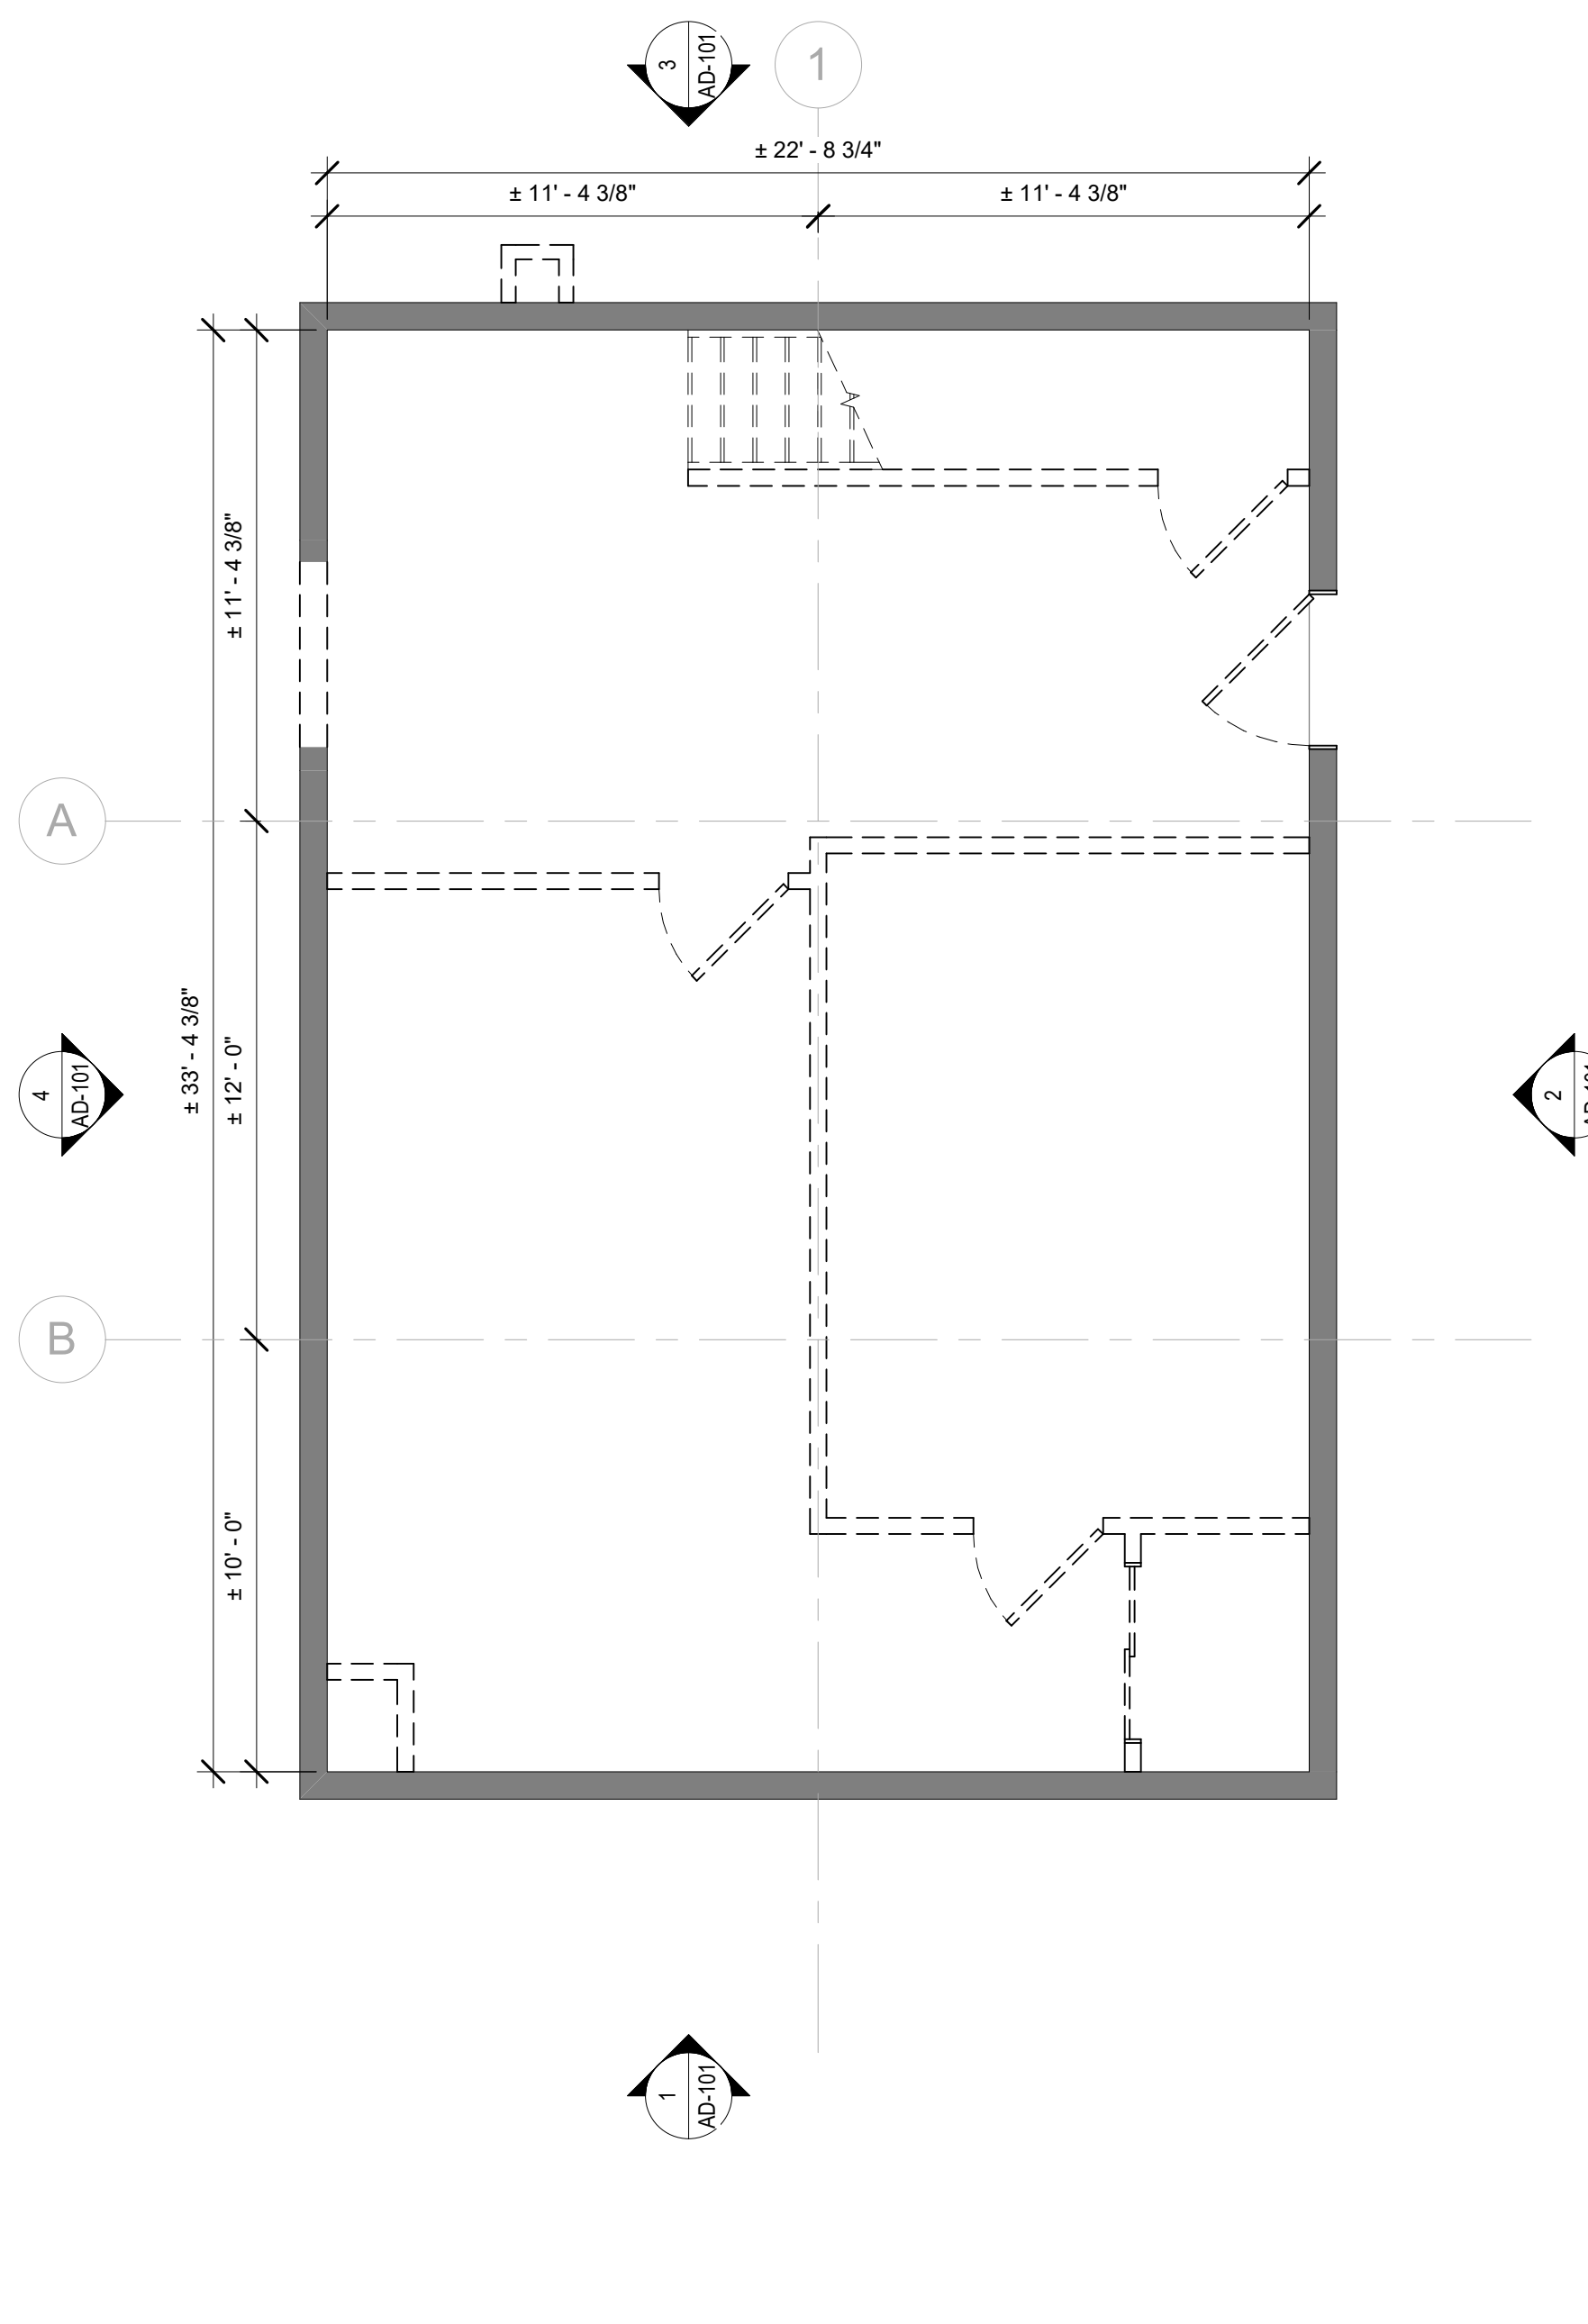 3
AD-101
1
± 22' - 8 3/4"
± 11' - 4 3/8"
± 11' - 4 3/8"
± 11' - 4 3/8"
A
± 33' - 4 3/8"
± 12' - 0"
4
AD-101
2
B
± 10' - 0"
1
AD-101